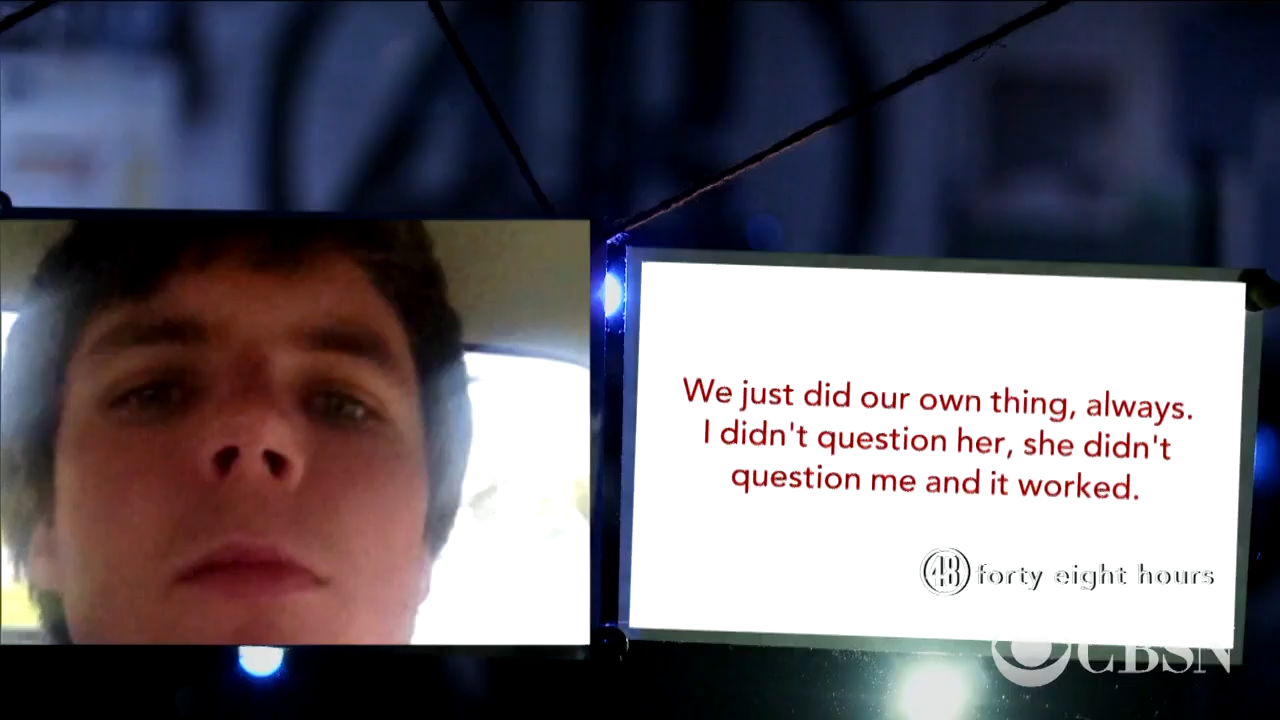 We just did our own thing, always.
I didn't question her, she didn't
question me and it worked.
48 forty eight hours
CBSN